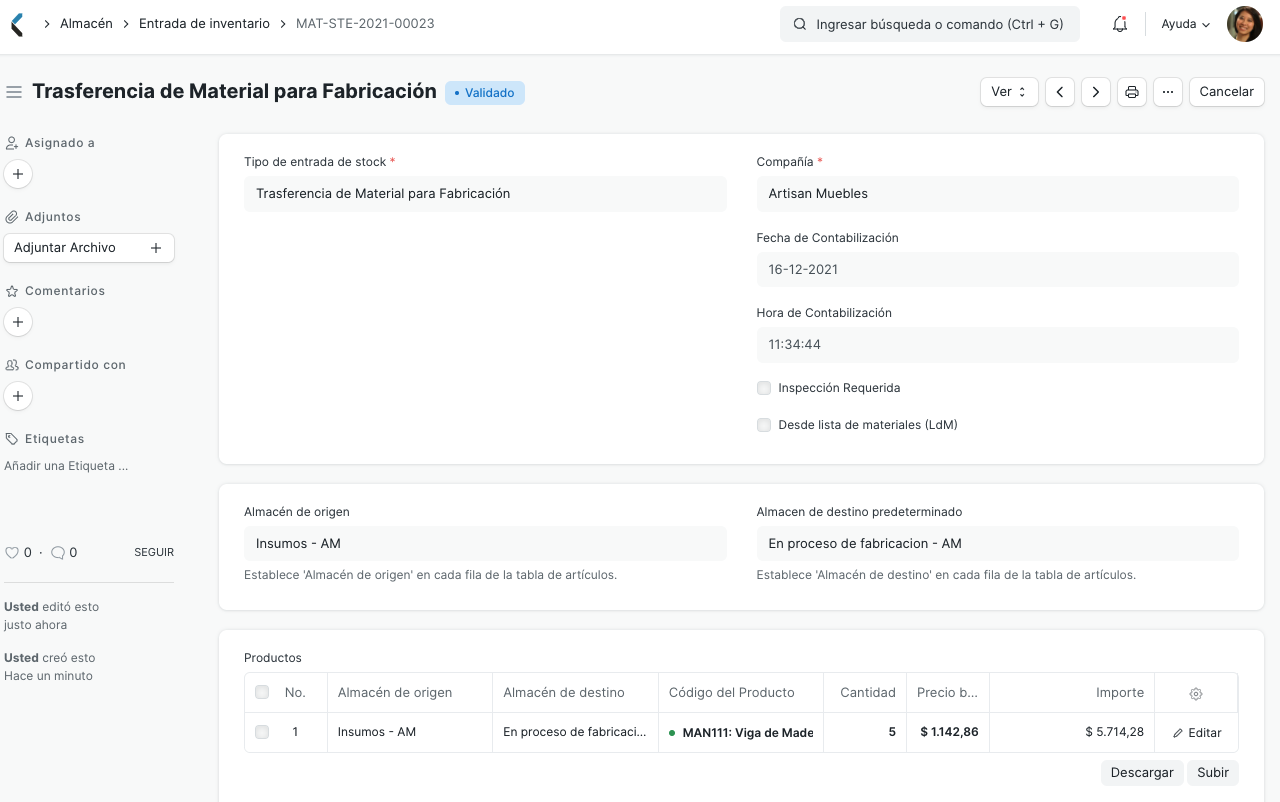 Almacén
Entrada de inventario
MAT-STE-2021-00023
Ingresar búsqueda o comando (Ctrl + G)
Ayuda
Trasferencia de Material para Fabricación
Validado
Ver
Cancelar
Asignado a
Adjuntos
Adjuntar Archivo
Comentarios
Compartido con
Etiquetas
Añadir una Etiqueta ...
0 · 0 SEGUIR
Usted editó esto
justo ahora
Usted creó esto
Hace un minuto
Tipo de entrada de stock *
Trasferencia de Material para Fabricación
Compañía *
Artisan Muebles
Fecha de Contabilización
16-12-2021
Hora de Contabilización
11:34:44
Inspección Requerida
Desde lista de materiales (LdM)
Almacén de origen
Insumos - AM
Establece 'Almacén de origen' en cada fila de la tabla de artículos.
Almacen de destino predeterminado
En proceso de fabricacion - AM
Establece 'Almacén de destino' en cada fila de la tabla de artículos.
Productos
No. Almacén de origen Almacén de destino Código del Producto Cantidad Precio b... Importe
1 Insumos - AM En proceso de fabricaci... MAN111: Viga de Made 5 $ 1.142,86 $ 5.714,28 Editar
Descargar Subir